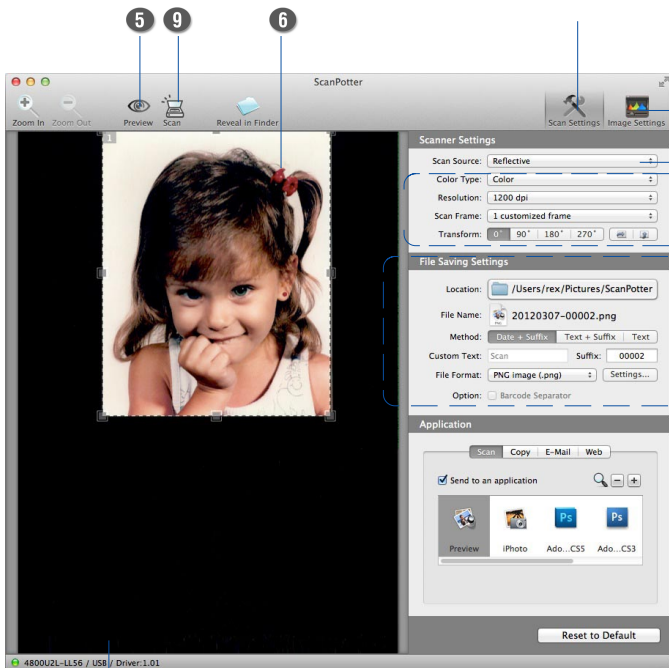 5 9 6
ScanPotter
Zoom In Zoom Out Preview Scan Reveal in Finder Scan Settings Image Settings
1
Scanner Settings
Scan Source: Reflective
Color Type: Color
Resolution: 1200 dpi
Scan Frame: 1 customized frame
Transform: 0° 90° 180° 270°
File Saving Settings
Location: /Users/rex/Pictures/ScanPotter
File Name: 20120307-00002.png
Method: Date + Suffix Text + Suffix Text
Custom Text: Scan Suffix: 00002
File Format: PNG image (.png) Settings...
Option: Barcode Separator
Application
Scan Copy E-Mail Web
Send to an application
Ps Ps
Preview iPhoto Ado...CS5 Ado...CS3
Reset to Default
4800U2L-LL56 / USB / Driver:1.01